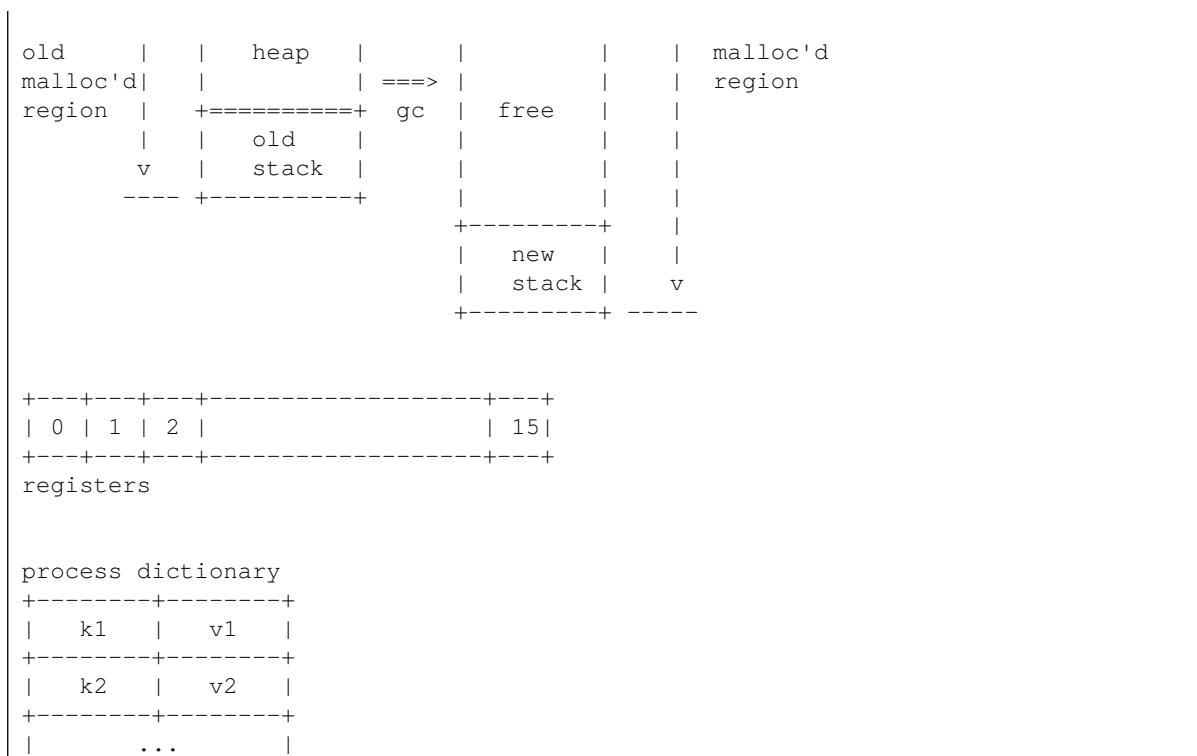 old      |   |   heap   |      |         |    |  malloc'd
malloc'd|   |          | ===> |         |    |  region
region  |   +==========+  gc  |  free   |    |
        |   |   old    |      |         |    |
        v   |   stack  |      |         |    |
       ---- +----------+      |         |    |
                              +---------+    |
                              |   new   |    |
                              |   stack |    v
                              +---------+ -----
+---+---+---+-------------------+---+
| 0 | 1 | 2 |                   | 15|
+---+---+---+-------------------+---+
registers
process dictionary
+--------+--------+
|   k1   |   v1   |
+--------+--------+
|   k2   |   v2   |
+--------+--------+
|       ...       |